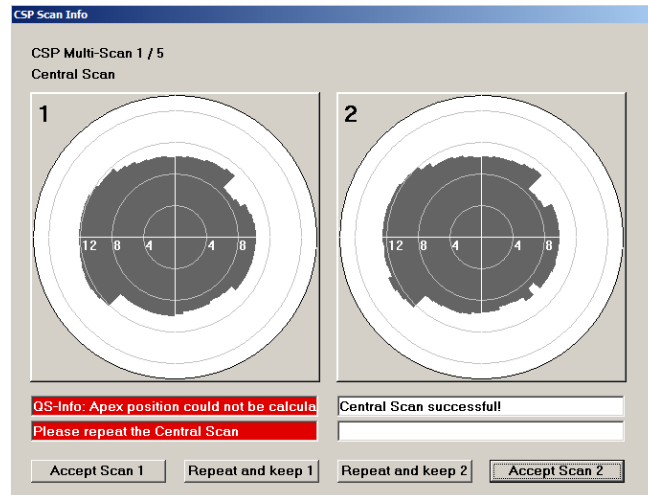 CSP Scan Info
CSP Multi-Scan 1 / 5
Central Scan
1
2
12 8 4 4 8
12 8 4 4 8
QS-Info: Apex position could not be calcula
Central Scan successful!
Please repeat the Central Scan
Accept Scan 1
Repeat and keep 1
Repeat and keep 2
Accept Scan 2